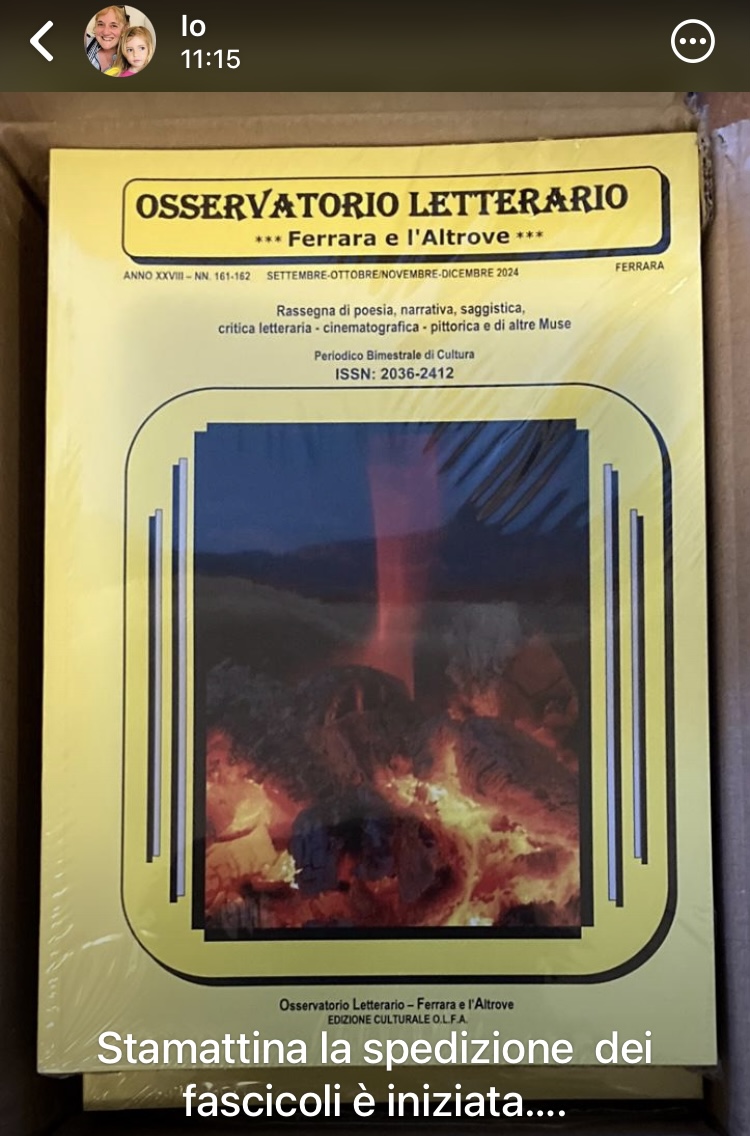 Io
11:15
OSSERVATORIO LETTERARIO
*** Ferrara e l'Altrove ***
ANNO XXVIII – NN. 161-162 SETTEMBRE-OTTOBRE/NOVEMBRE-DICEMBRE 2024 FERRARA
Rassegna di poesia, narrativa, saggistica,
critica letteraria - cinematografica - pittorica e di altre Muse
Periodico Bimestrale di Cultura
ISSN: 2036-2412
Osservatorio Letterario – Ferrara e l'Altrove
EDIZIONE CULTURALE O.L.F.A.
Stamattina la spedizione dei
fascicoli è iniziata....